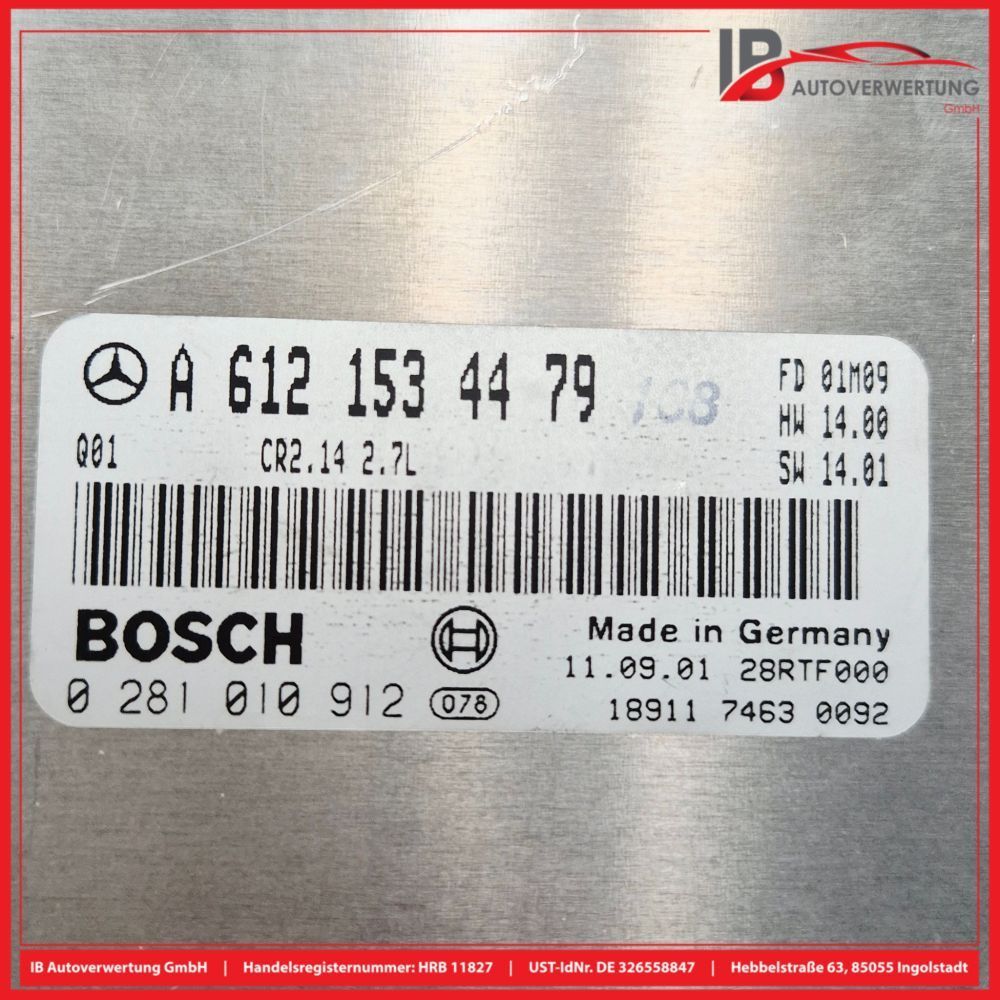 IB AUTOVERWERTUNG
GmbH
A 612 153 44 79
FD 01M09
HW 14.00
Q01 CR2.14 2.7L
SW 14.01
BOSCH
Made in Germany
11.09.01 28RTF000
0 281 010 912 078
18911 7463 0092
IB Autoverwertung GmbH | Handelsregisternummer: HRB 11827 | UST-IdNr. DE 326558847 | Hebbelstraße 63, 85055 Ingolstadt